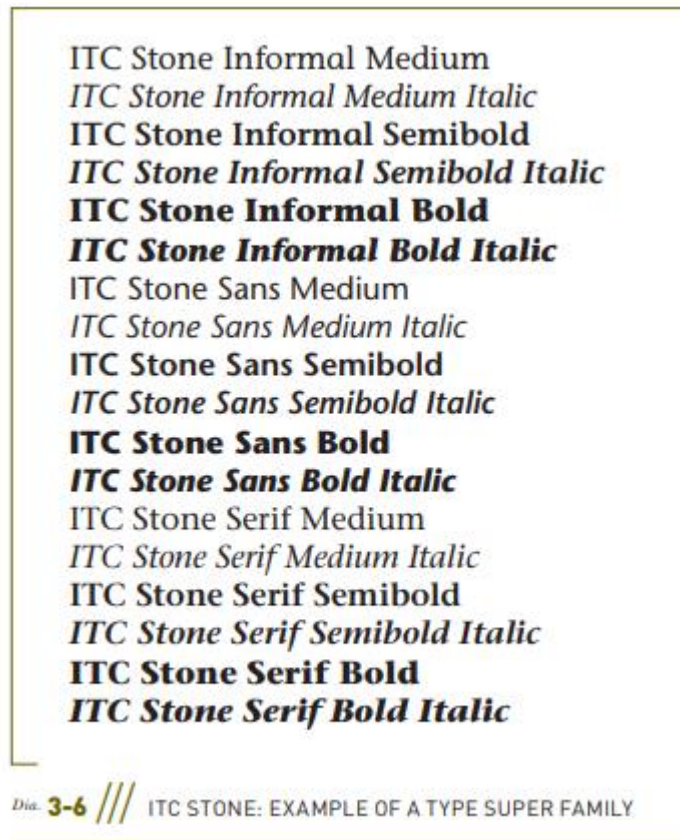 ITC Stone Informal Medium
ITC Stone Informal Medium Italic
ITC Stone Informal Semibold
ITC Stone Informal Semibold Italic
ITC Stone Informal Bold
ITC Stone Informal Bold Italic
ITC Stone Sans Medium
ITC Stone Sans Medium Italic
ITC Stone Sans Semibold
ITC Stone Sans Semibold Italic
ITC Stone Sans Bold
ITC Stone Sans Bold Italic
ITC Stone Serif Medium
ITC Stone Serif Medium Italic
ITC Stone Serif Semibold
ITC Stone Serif Semibold Italic
ITC Stone Serif Bold
ITC Stone Serif Bold Italic
Dia. 3-6 /// ITC STONE: EXAMPLE OF A TYPE SUPER FAMILY